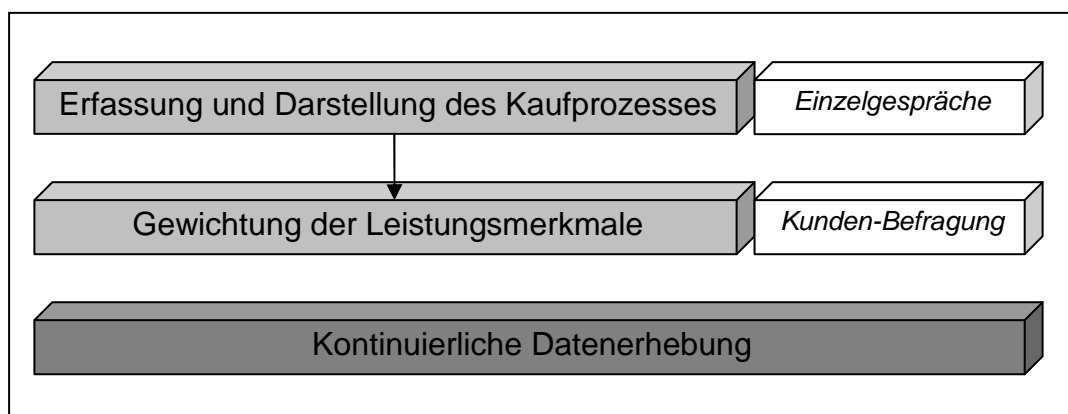 Erfassung und Darstellung des Kaufprozesses
Einzelgespräche
Gewichtung der Leistungsmerkmale
Kunden-Befragung
Kontinuierliche Datenerhebung